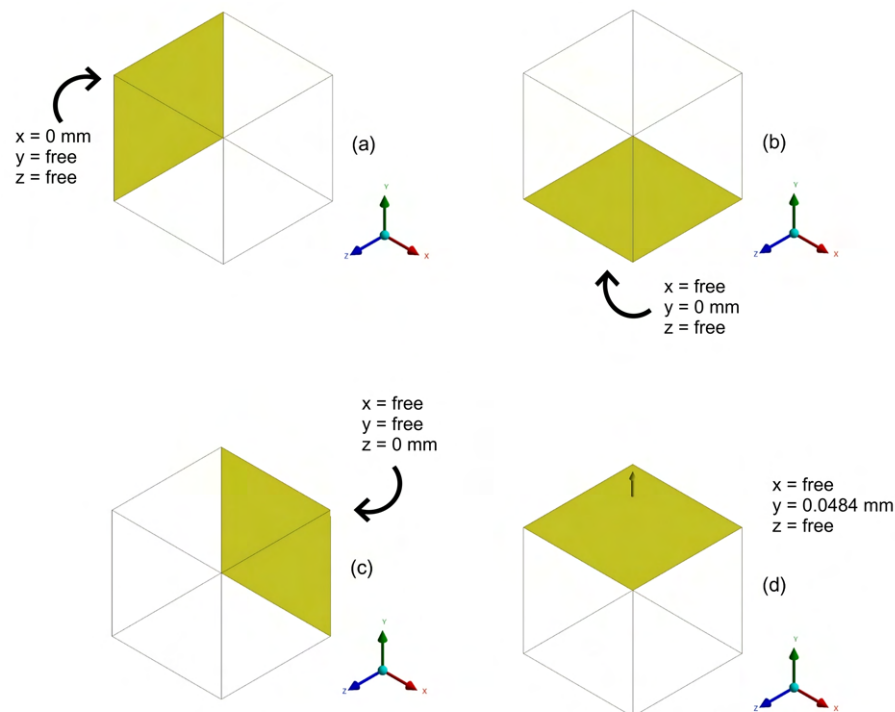 x = 0 mm
y = free
z = free
(a)
Y
Z
X
(b)
Y
Z
X
x = free
y = 0 mm
z = free
x = free
y = free
z = 0 mm
(c)
Y
Z
X
x = free
y = 0.0484 mm
z = free
(d)
Y
Z
X